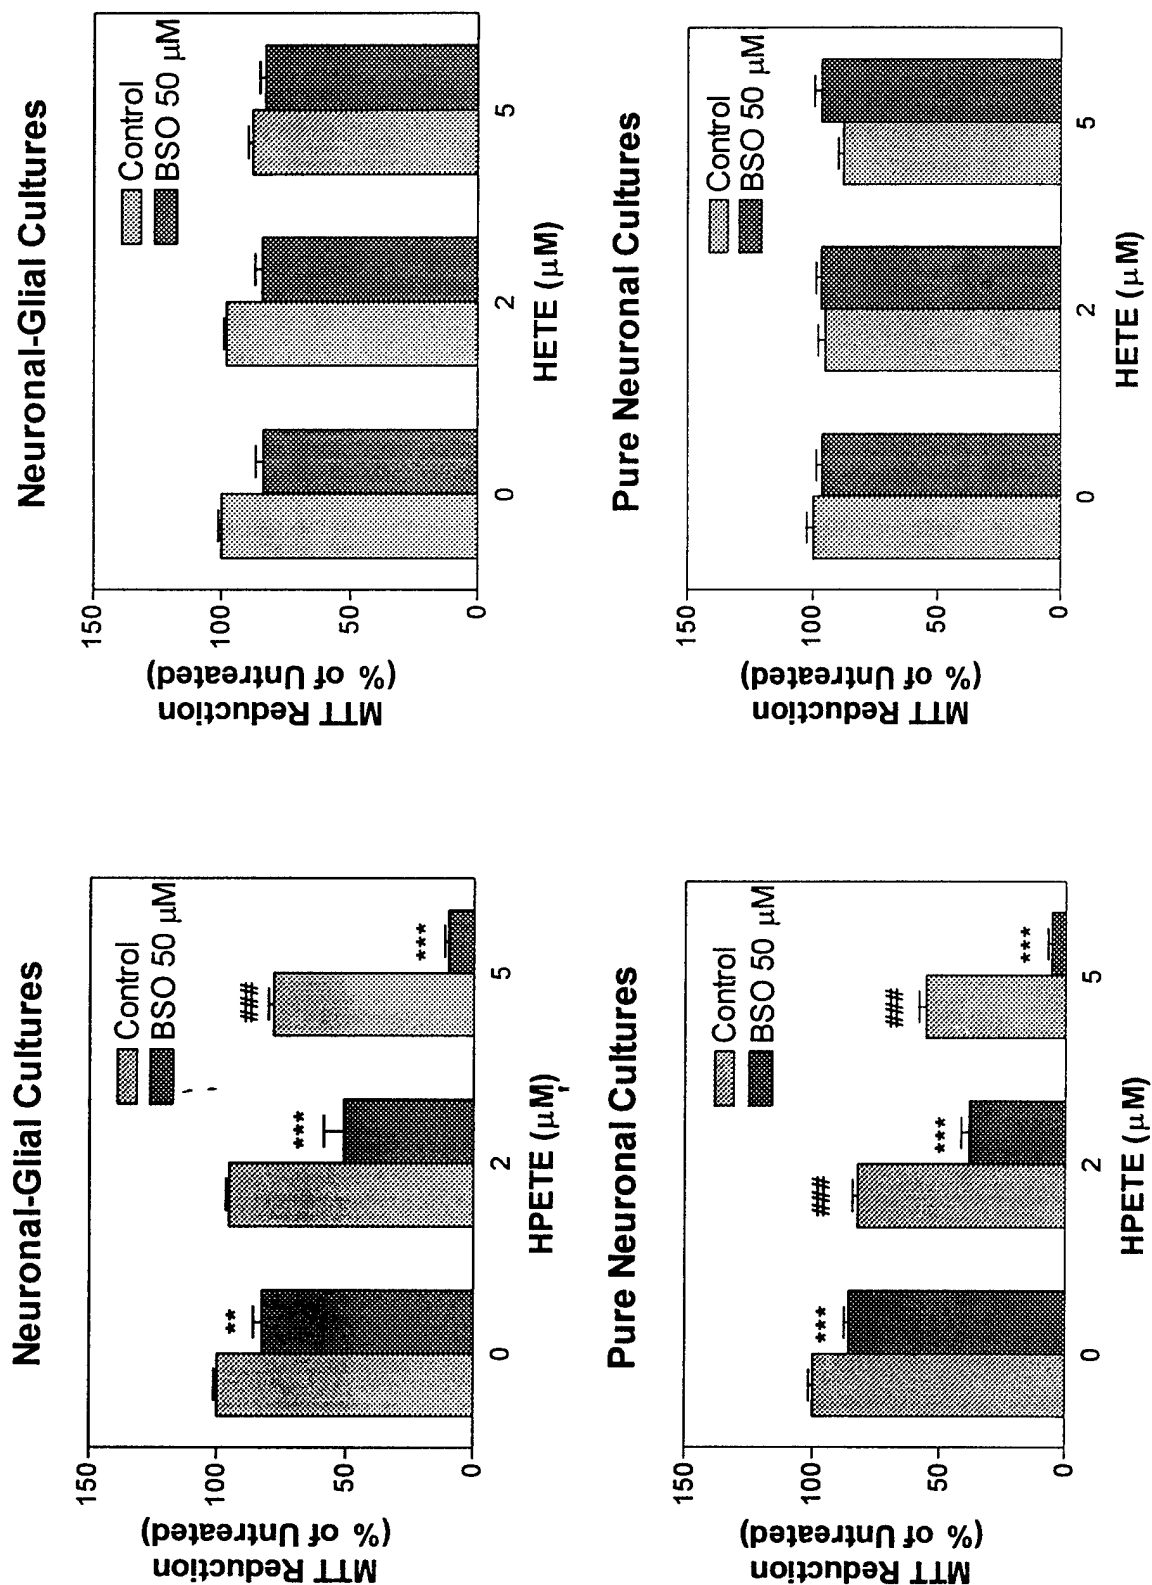 Neuronal-Glial Cultures
MTT Reduction
(% of Untreated)
150
100
50
0
Control
BSO 50 μM
**
***
###
***
0 2 5
HPETE (μM)
Neuronal-Glial Cultures
MTT Reduction
(% of Untreated)
150
100
50
0
Control
BSO 50 μM
0 2 5
HETE (μM)
Pure Neuronal Cultures
MTT Reduction
(% of Untreated)
150
100
50
0
Control
BSO 50 μM
***
###
***
###
***
0 2 5
HPETE (μM)
Pure Neuronal Cultures
MTT Reduction
(% of Untreated)
150
100
50
0
Control
BSO 50 μM
0 2 5
HETE (μM)